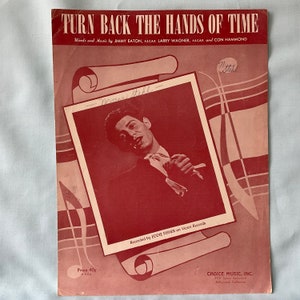 TURN BACK THE HANDS OF TIME
Words and Music by JIMMY EATON, ASCAP, LARRY WAGNER, ASCAP, and CON HAMMOND
Recorded by EDDIE FISHER on Victor Records
Price 40¢
CHOICE MUSIC, INC.